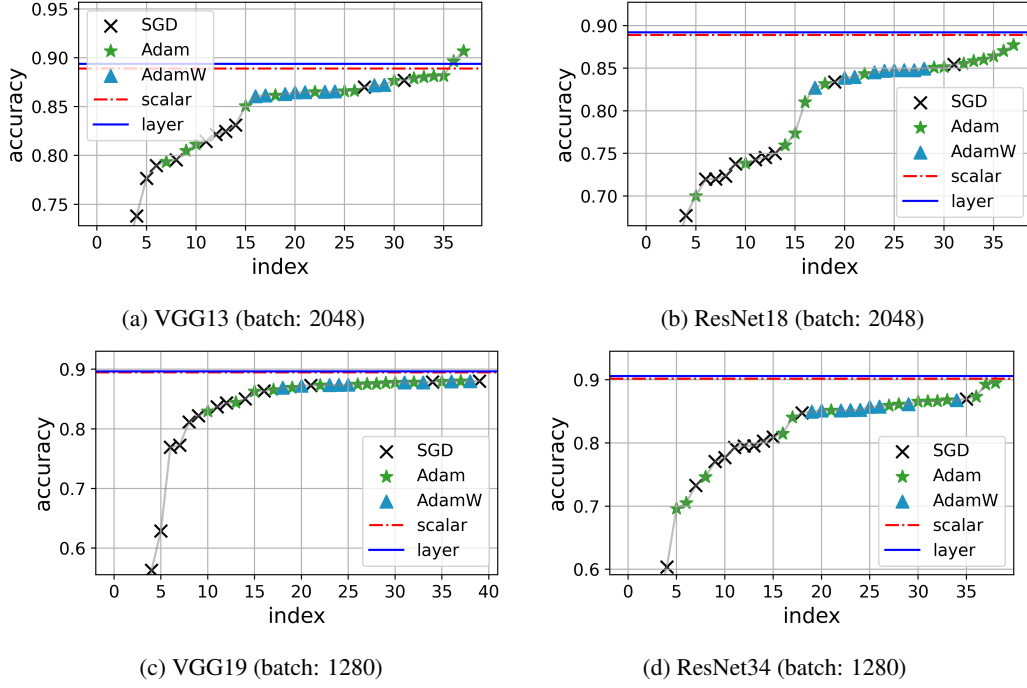 0.95
0.90
0.85
0.80
0.75
accuracy
SGD
Adam
AdamW
scalar
layer
0 5 10 15 20 25 30 35
index
(a) VGG13 (batch: 2048)
0.90
0.85
0.80
0.75
0.70
accuracy
SGD
Adam
AdamW
scalar
layer
0 5 10 15 20 25 30 35
index
(b) ResNet18 (batch: 2048)
0.9
0.8
0.7
0.6
accuracy
SGD
Adam
AdamW
scalar
layer
0 5 10 15 20 25 30 35 40
index
(c) VGG19 (batch: 1280)
0.9
0.8
0.7
0.6
accuracy
SGD
Adam
AdamW
scalar
layer
0 5 10 15 20 25 30 35
index
(d) ResNet34 (batch: 1280)